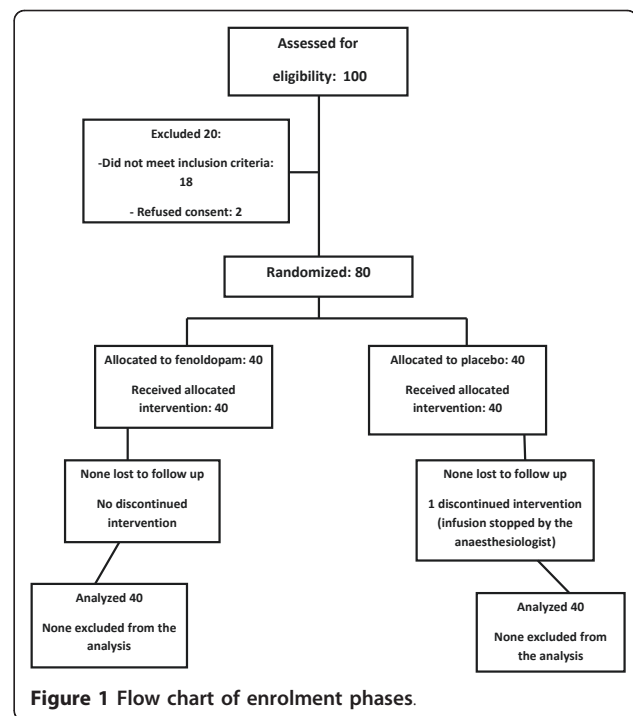 Assessed for
eligibility: 100
Excluded 20:
-Did not meet inclusion criteria:
18
- Refused consent: 2
Randomized: 80
Allocated to fenoldopam: 40
Received allocated
intervention: 40
Allocated to placebo: 40
Received allocated
intervention: 40
None lost to follow up
No discontinued
intervention
None lost to follow up
1 discontinued intervention
(infusion stopped by the
anaesthesiologist)
Analyzed 40
None excluded from the
analysis
Analyzed 40
None excluded from
the analysis
Figure 1 Flow chart of enrolment phases.